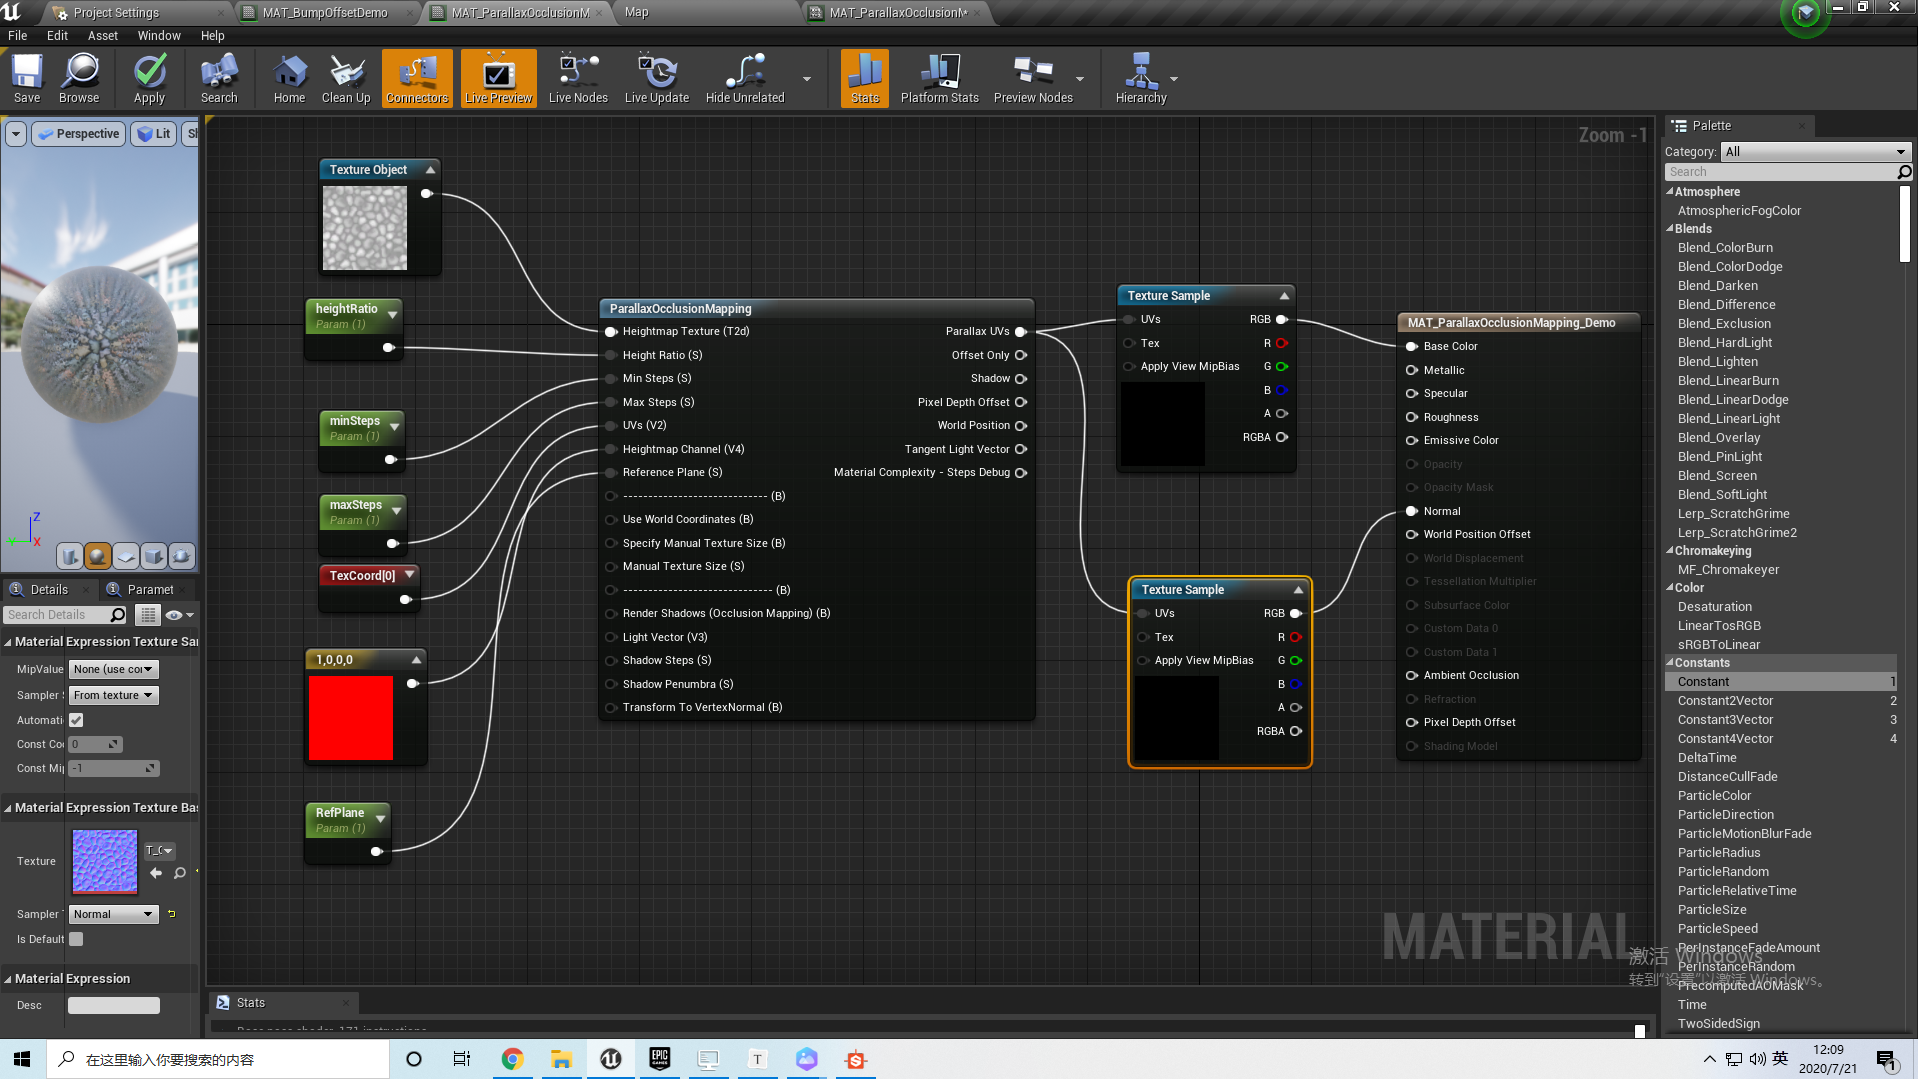 Project Settings
MAT_BumpOffsetDemo
MAT_ParallaxOcclusionM
Map
MAT_ParallaxOcclusionM*
File Edit Asset Window Help
Save
Browse
Apply
Search
Home
Clean Up
Connectors
Live Preview
Live Nodes
Live Update
Hide Unrelated
Stats
Platform Stats
Preview Nodes
Hierarchy
Perspective
Lit
Sh
Z
Y
X
Details
Paramet
Search Details
Material Expression Texture Sa
MipValue
None (use co
Sampler S
From texture
Automati
Const Co
0
Const Mip
-1
Material Expression Texture Bas
Texture
Sampler T
Normal
Is Default
Material Expression
Desc
Zoom -1
Texture Object
heightRatio
Param (1)
minSteps
Param (1)
maxSteps
Param (1)
TexCoord[0]
1,0,0,0
RefPlane
Param (1)
ParallaxOcclusionMapping
Heightmap Texture (T2d)
Height Ratio (S)
Min Steps (S)
Max Steps (S)
UVs (V2)
Heightmap Channel (V4)
Reference Plane (S)
----------------------------- (B)
Use World Coordinates (B)
Specify Manual Texture Size (B)
Manual Texture Size (S)
------------------------------ (B)
Render Shadows (Occlusion Mapping) (B)
Light Vector (V3)
Shadow Steps (S)
Shadow Penumbra (S)
Transform To VertexNormal (B)
Parallax UVs
Offset Only
Shadow
Pixel Depth Offset
World Position
Tangent Light Vector
Material Complexity - Steps Debug
Texture Sample
UVs
Tex
Apply View MipBias
RGB
R
G
B
A
RGBA
Texture Sample
UVs
Tex
Apply View MipBias
RGB
R
G
B
A
RGBA
MAT_ParallaxOcclusionMapping_Demo
Base Color
Metallic
Specular
Roughness
Emissive Color
Opacity
Opacity Mask
Normal
World Position Offset
World Displacement
Tessellation Multiplier
Subsurface Color
Custom Data 0
Custom Data 1
Ambient Occlusion
Refraction
Pixel Depth Offset
Shading Model
MATERIAL
Stats
Base pass shader: 171 instructions
Palette
Category: All
Search
Atmosphere
AtmosphericFogColor
Blends
Blend_ColorBurn
Blend_ColorDodge
Blend_Darken
Blend_Difference
Blend_Exclusion
Blend_HardLight
Blend_Lighten
Blend_LinearBurn
Blend_LinearDodge
Blend_LinearLight
Blend_Overlay
Blend_PinLight
Blend_Screen
Blend_SoftLight
Lerp_ScratchGrime
Lerp_ScratchGrime2
Chromakeying
MF_Chromakeyer
Color
Desaturation
LinearTosRGB
sRGBToLinear
Constants
Constant 1
Constant2Vector 2
Constant3Vector 3
Constant4Vector 4
DeltaTime
DistanceCullFade
ParticleColor
ParticleDirection
ParticleMotionBlurFade
ParticleRadius
ParticleRandom
ParticleRelativeTime
ParticleSize
ParticleSpeed
PerInstanceFadeAmount
PerInstanceRandom
PrecomputedAOMask
Time
TwoSidedSign
激活 Windows
转到“设置”以激活 Windows。
在这里输入你要搜索的内容
EPIC GAMES
T
英
12:09
2020/7/21
1